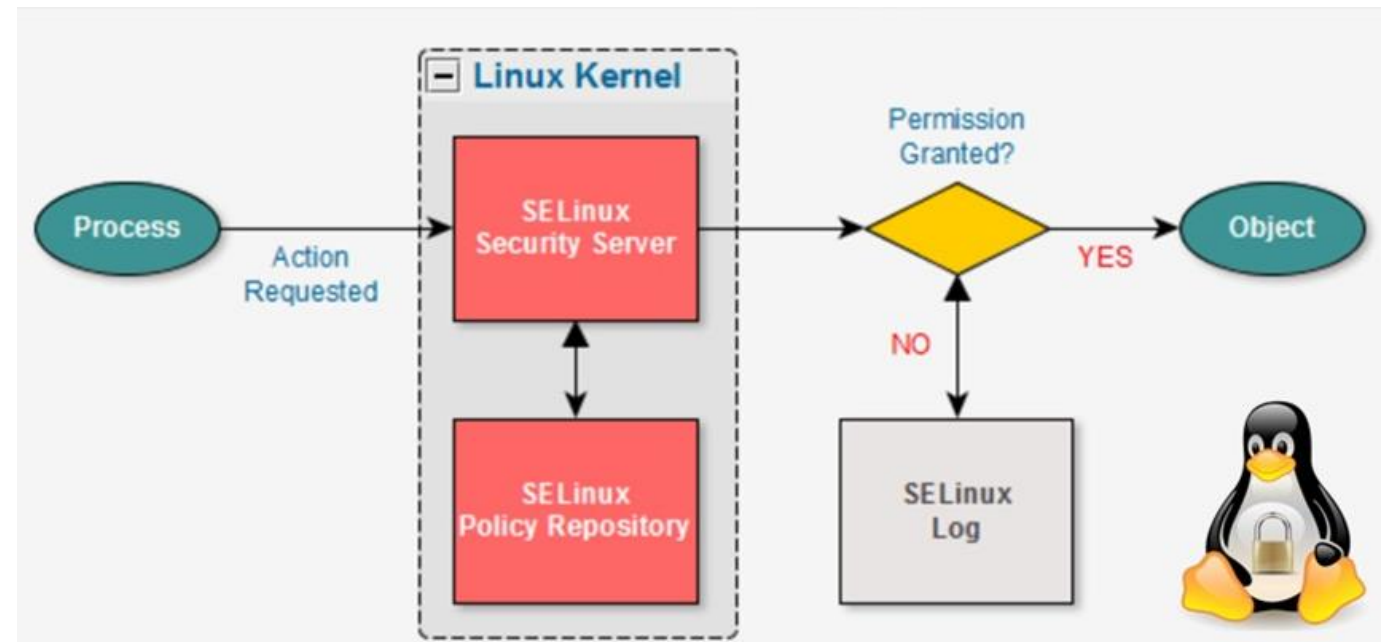 Linux Kernel
Permission
Granted?
Process
Action
Requested
SELinux
Security Server
YES
Object
NO
SELinux
Policy Repository
SELinux
Log